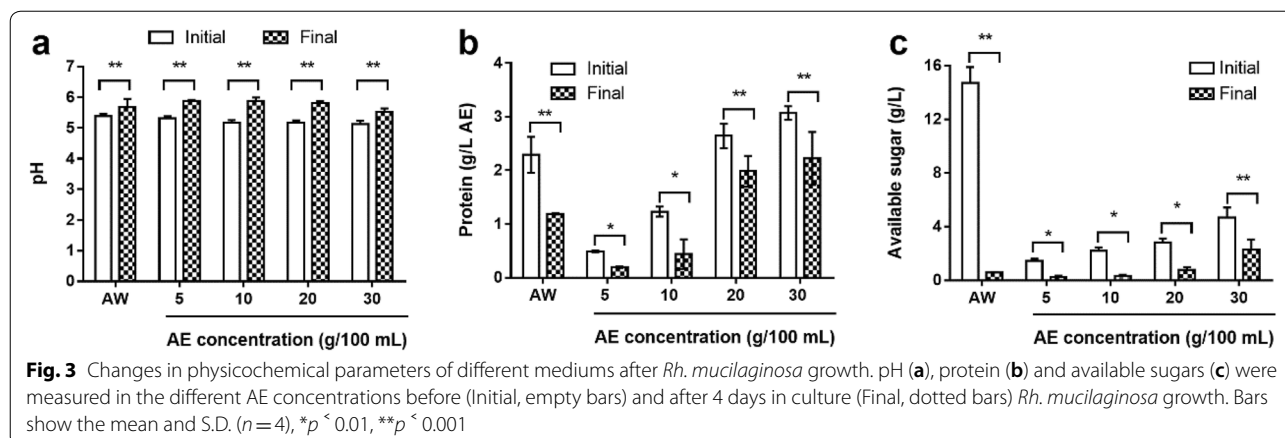 a
Initial Final
** ** ** ** **
7
6
5
4
3
2
1
0
pH
AW 5 10 20 30
AE concentration (g/100 mL)
b
Initial
Final
** * * ** **
4
3
2
1
0
Protein (g/L AE)
AW 5 10 20 30
AE concentration (g/100 mL)
c
Initial
Final
** * * * **
16
12
8
4
0
Available sugar (g/L)
AW 5 10 20 30
AE concentration (g/100 mL)
Fig. 3 Changes in physicochemical parameters of different mediums after Rh. mucilaginosa growth. pH (a), protein (b) and available sugars (c) were
measured in the different AE concentrations before (Initial, empty bars) and after 4 days in culture (Final, dotted bars) Rh. mucilaginosa growth. Bars
show the mean and S.D. (n = 4), *p ˂ 0.01, **p ˂ 0.001